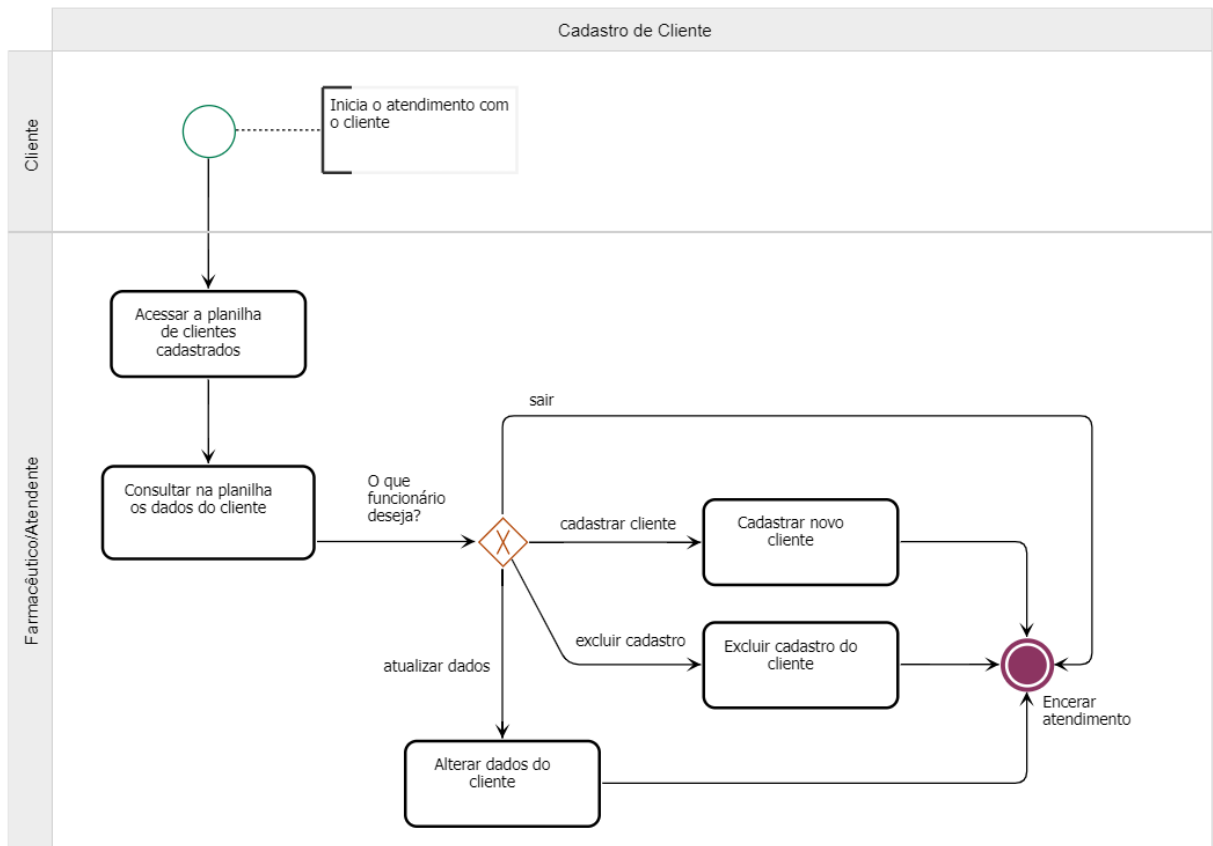 Cadastro de Cliente
Cliente
Inicia o atendimento com
o cliente
Farmacêutico/Atendente
Acessar a planilha
de clientes
cadastrados
Consultar na planilha
os dados do cliente
O que
funcionário
deseja?
X
sair
cadastrar cliente
Cadastrar novo
cliente
excluir cadastro
Excluir cadastro do
cliente
atualizar dados
Alterar dados do
cliente
Encerar
atendimento